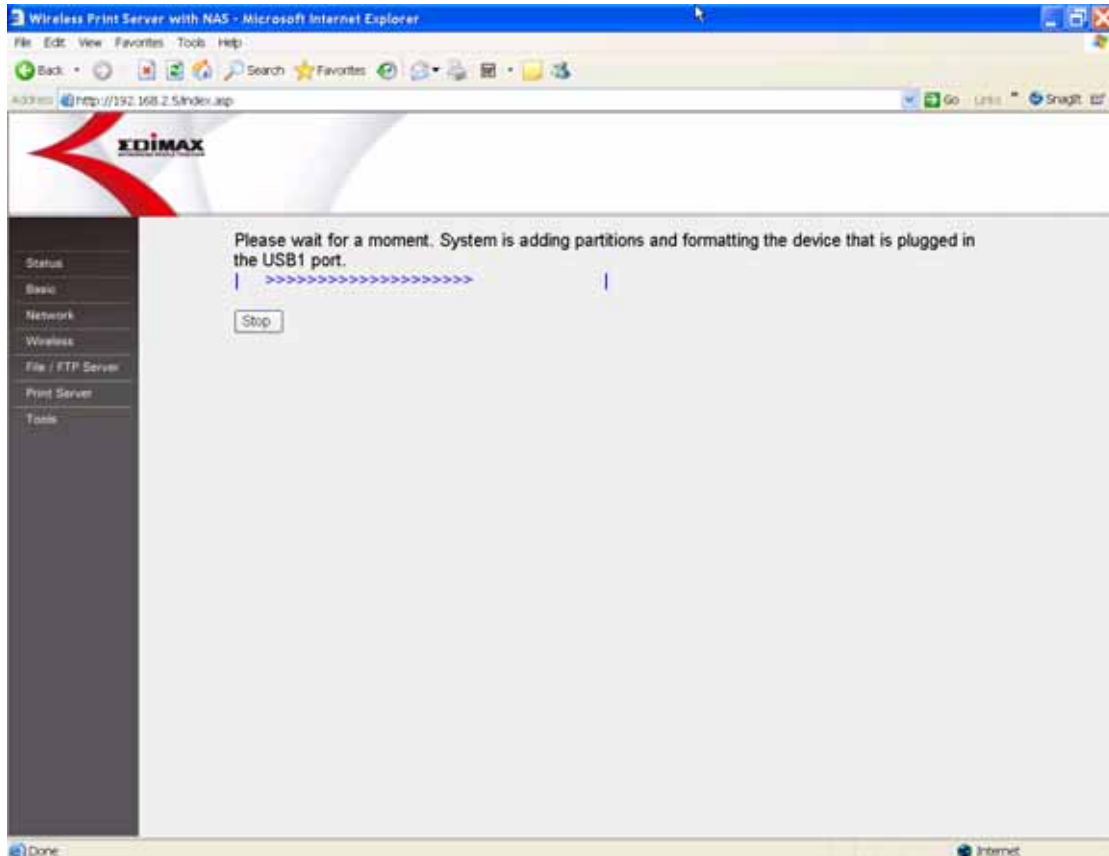 Wireless Print Server with NAS - Microsoft Internet Explorer
File Edit View Favorites Tools Help
Back Search Favorites
Address http://192.168.2.5/index.asp Go Links SnagIt
EDIMAX
Please wait for a moment. System is adding partitions and formatting the device that is plugged in
the USB1 port.
| >>>>>>>>>>>>>>>>>>>> |
Stop
Status
Basic
Network
Wireless
File / FTP Server
Print Server
Tools
Done Internet